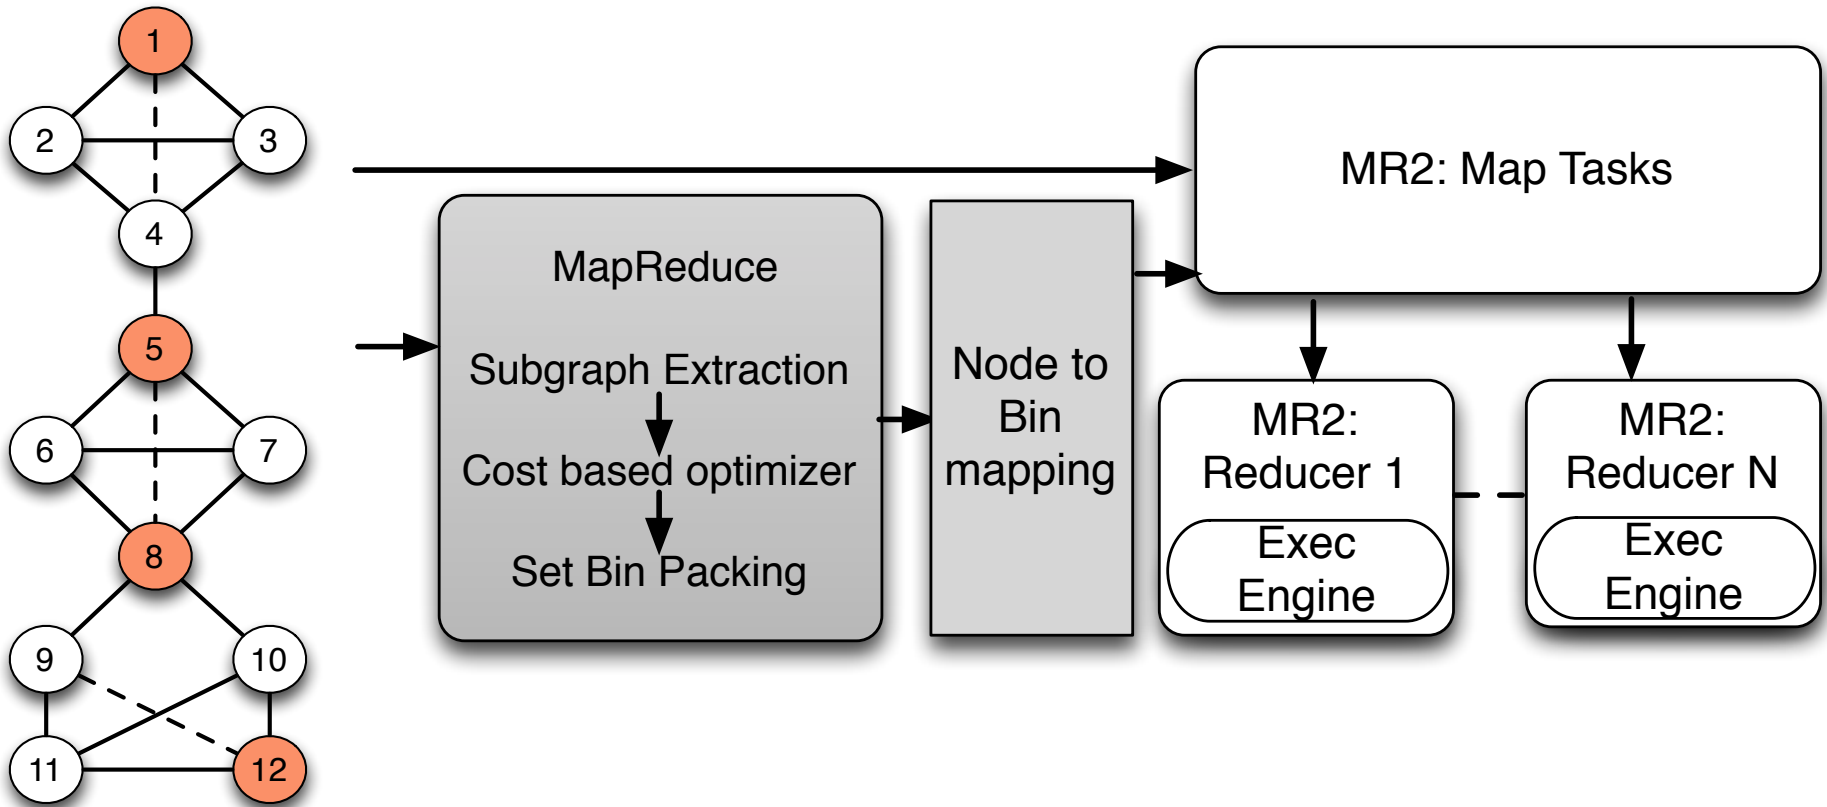 1
2
3
4
5
6
7
8
9
10
11
12
MapReduce
Subgraph Extraction
Cost based optimizer
Set Bin Packing
Node to
Bin
mapping
MR2: Map Tasks
MR2:
Reducer 1
Exec
Engine
MR2:
Reducer N
Exec
Engine